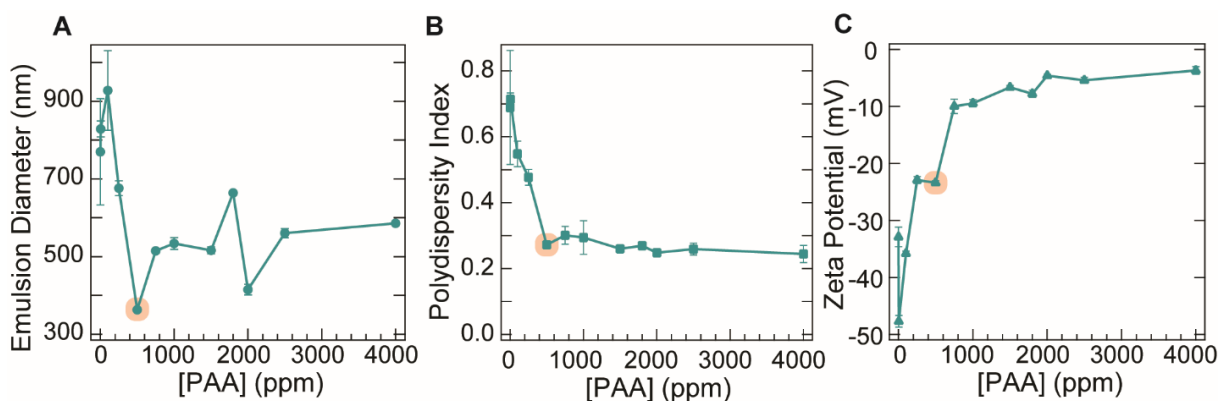 A
Emulsion Diameter (nm)
900
700
500
300
0 1000 2000 3000 4000
[PAA] (ppm)
B
Polydispersity Index
0.8
0.6
0.4
0.2
0.0
0 1000 2000 3000 4000
[PAA] (ppm)
C
Zeta Potential (mV)
0
-10
-20
-30
-40
-50
0 1000 2000 3000 4000
[PAA] (ppm)